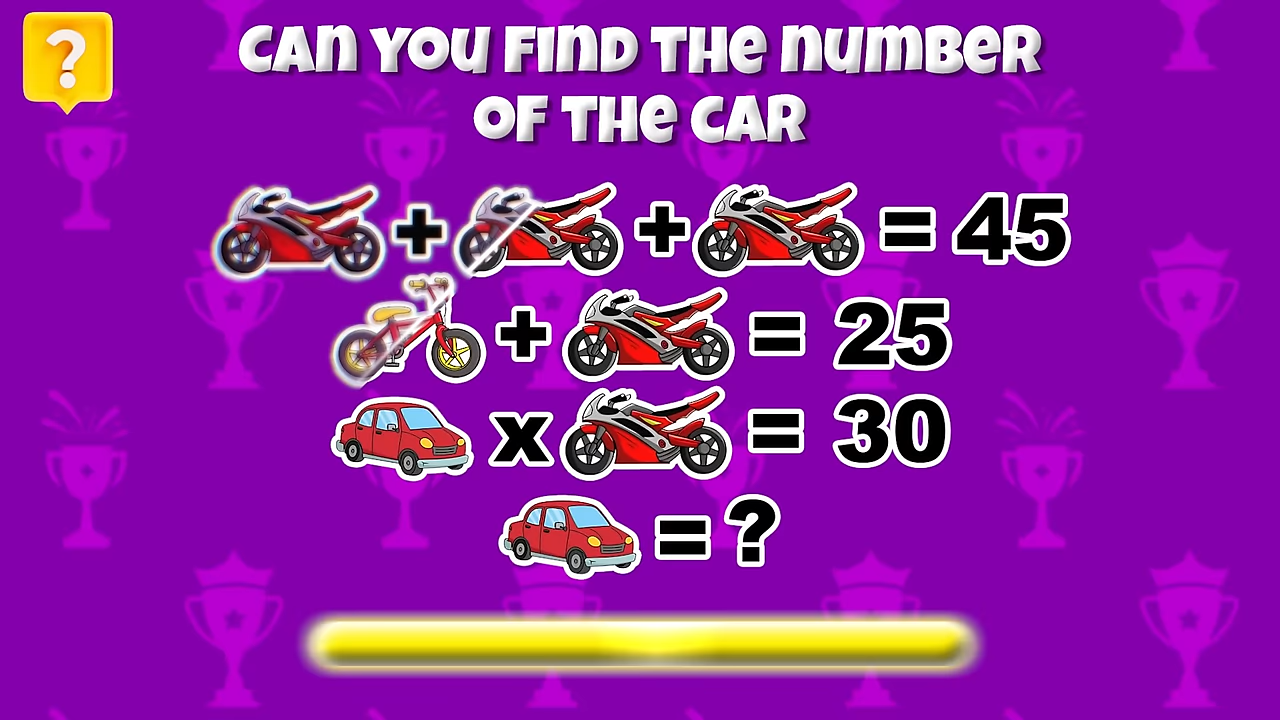 ?
CAN YOU FIND THE NUMBER
OF THE CAR
+ + = 45
+ = 25
x = 30
= ?